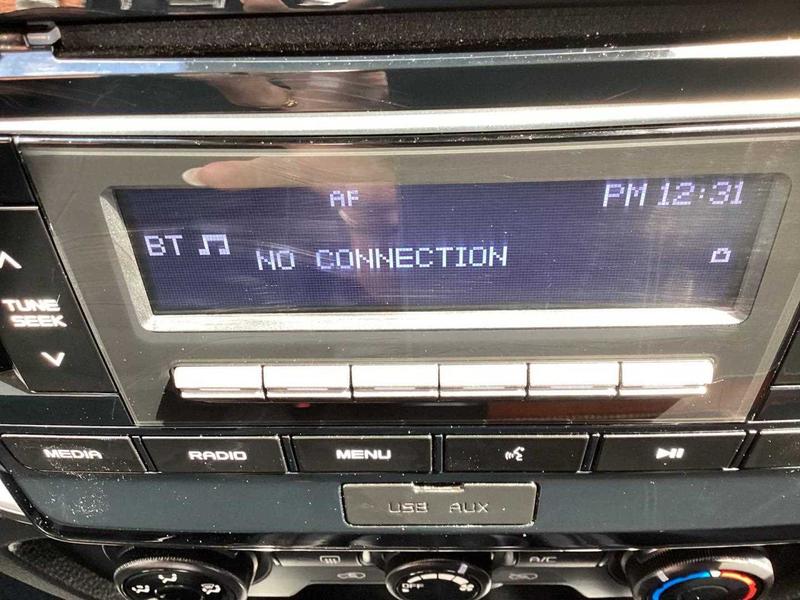 AF
PM 12:31
BT
NO CONNECTION
TUNE
SEEK
MEDIA
RADIO
MENU
USB AUX
A/C
OFF